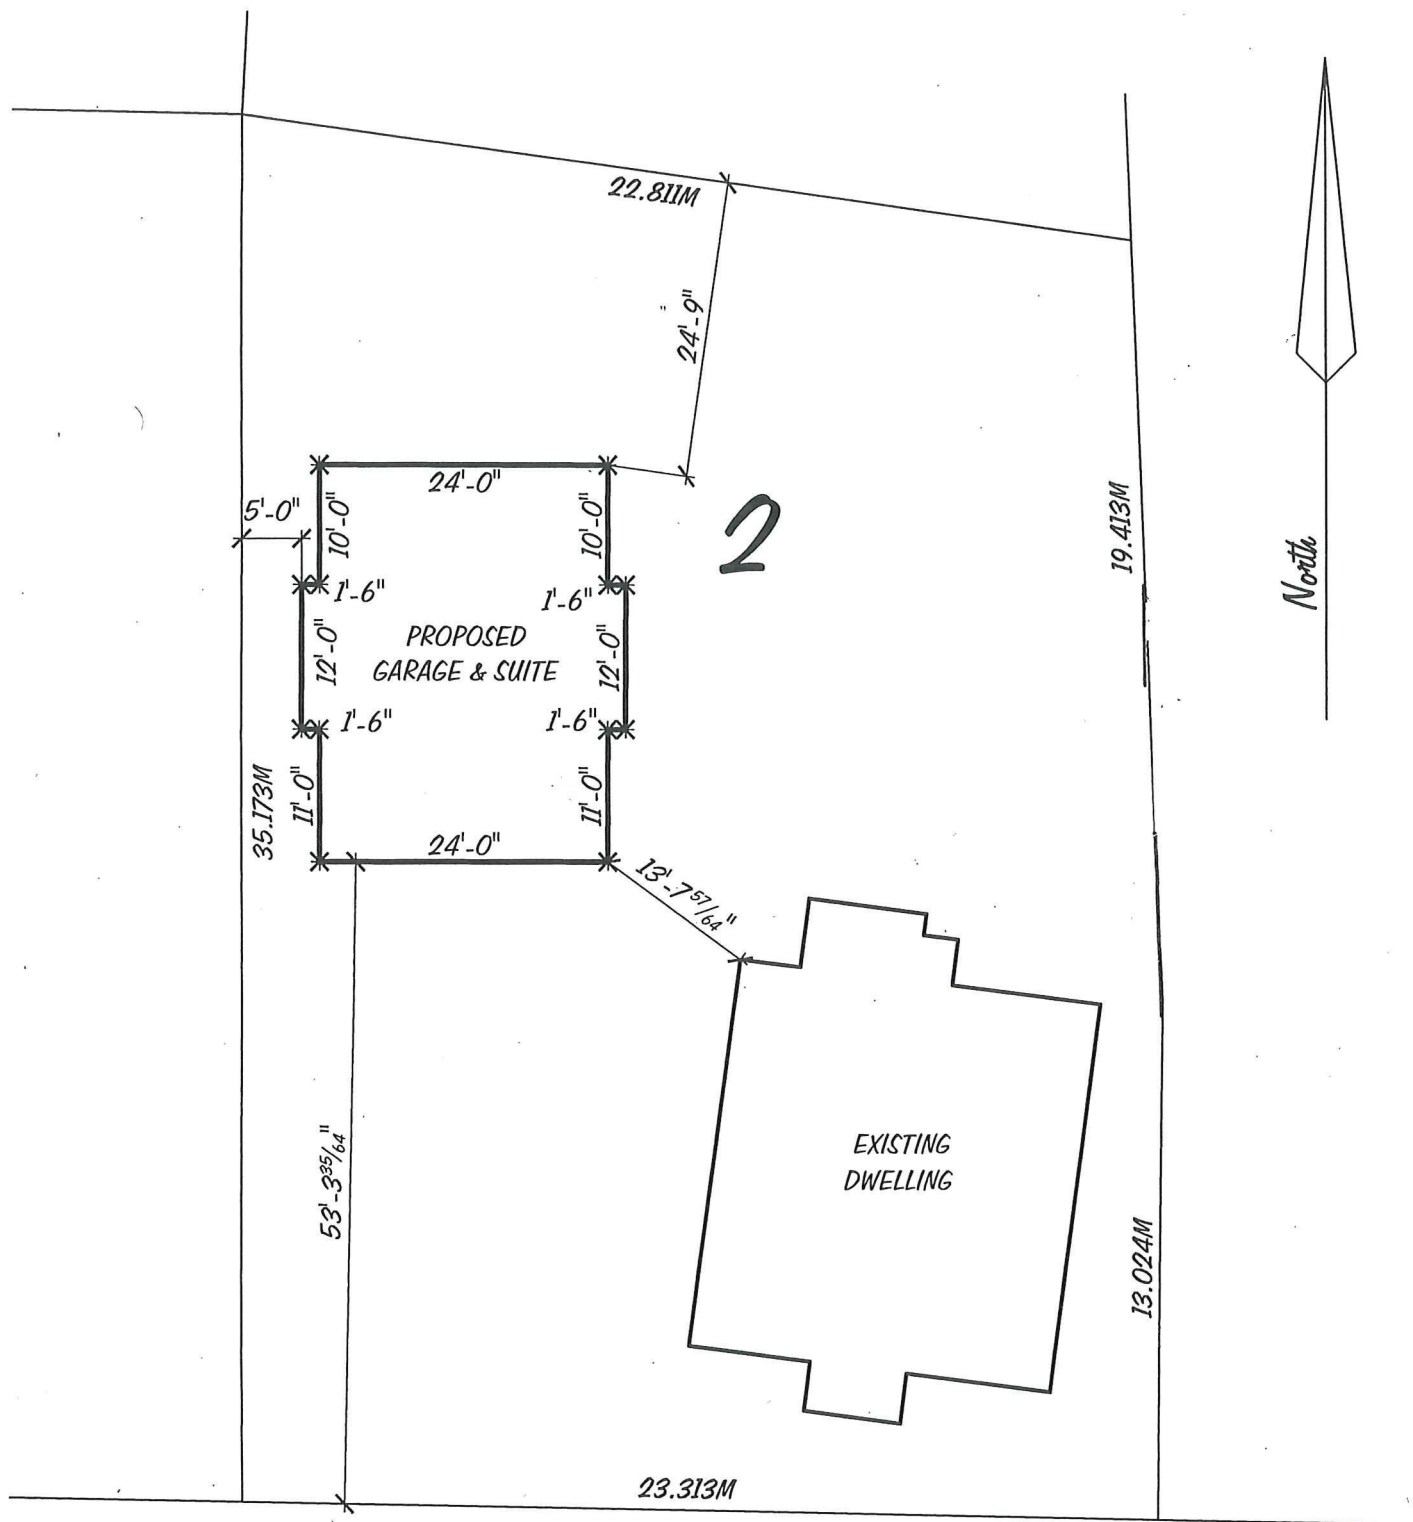 22.811M
24'-9"
24'-0"
5'-0"
10'-0"
10'-0"
2
19.413M
North
1'-6"
1'-6"
12'-0"
PROPOSED
GARAGE & SUITE
12'-0"
1'-6"
1'-6"
35.173M
11'-0"
11'-0"
24'-0"
13'-7 57/64"
53'-3 35/64"
EXISTING
DWELLING
13.024M
23.313M